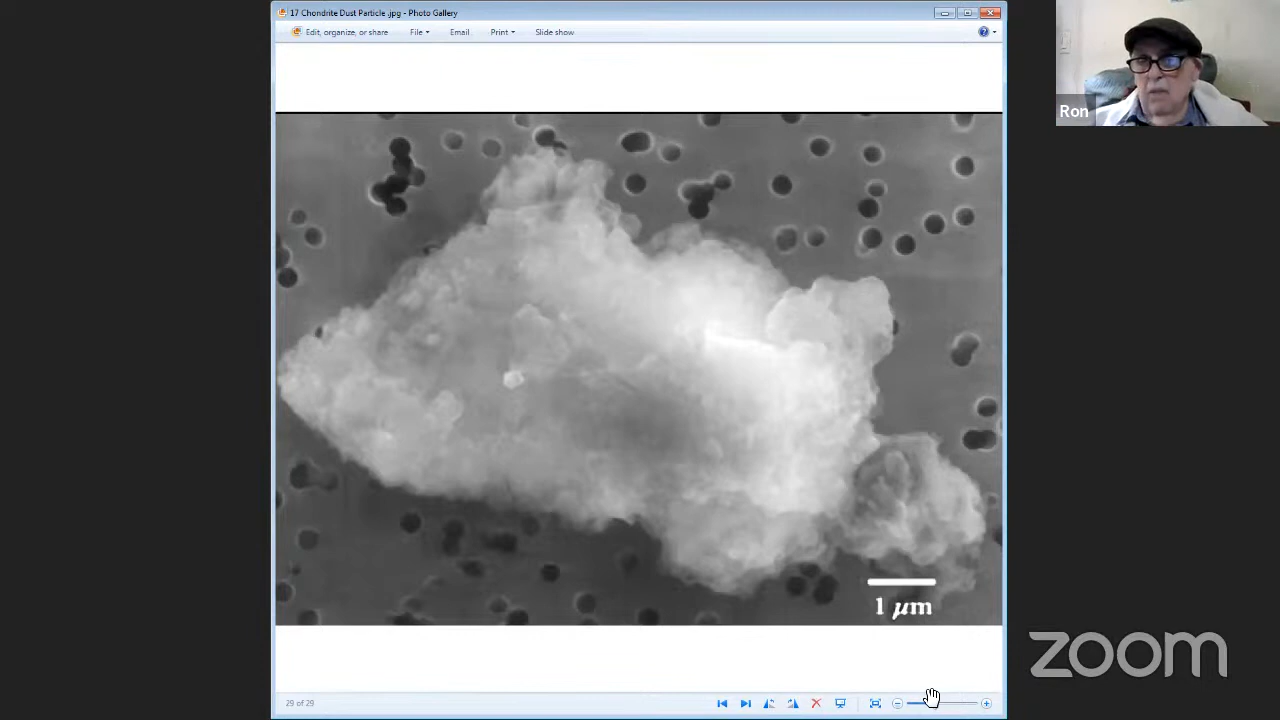 17 Chondrite Dust Particle .jpg - Photo Gallery
Edit, organize, or share File Email Print Slide show
Ron
1 µm
zoom
29 of 29